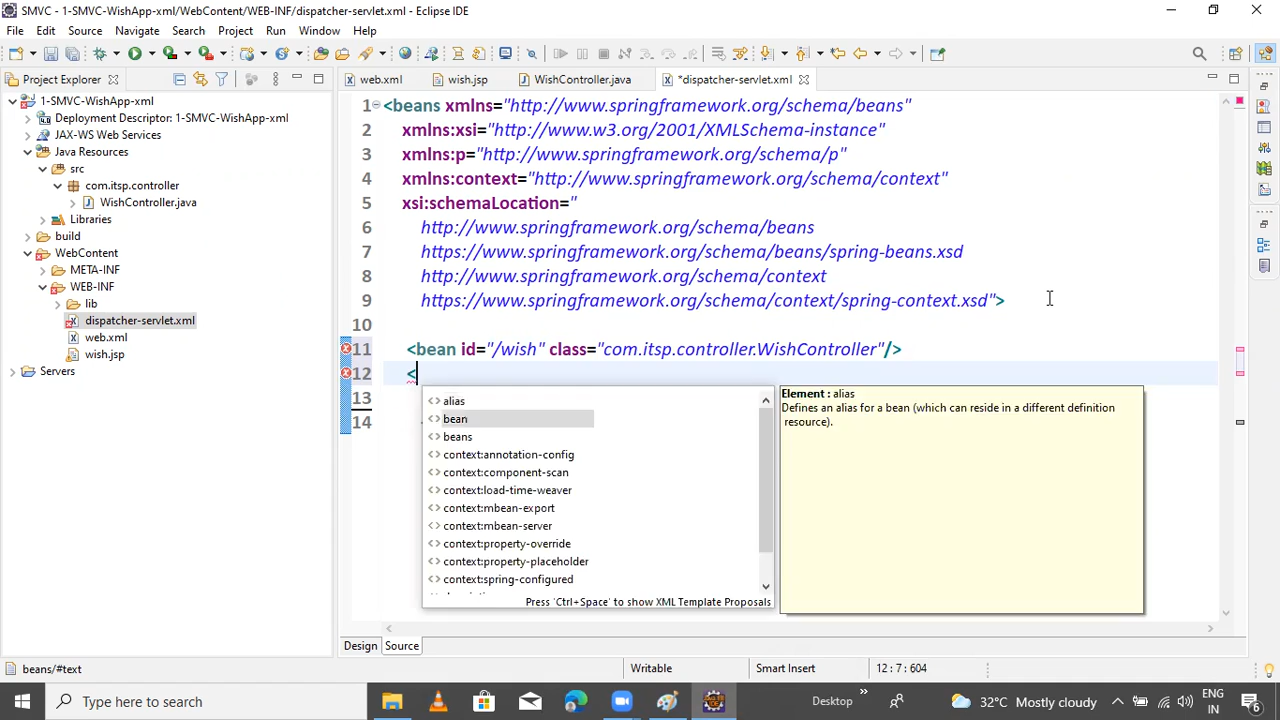 SMVC - 1-SMVC-WishApp-xml/WebContent/WEB-INF/dispatcher-servlet.xml - Eclipse IDE
File Edit Source Navigate Search Project Run Window Help
Project Explorer
web.xml wish.jsp WishController.java *dispatcher-servlet.xml
1-SMVC-WishApp-xml
Deployment Descriptor: 1-SMVC-WishApp-xml
JAX-WS Web Services
Java Resources
src
com.itsp.controller
WishController.java
Libraries
build
WebContent
META-INF
WEB-INF
lib
dispatcher-servlet.xml
web.xml
wish.jsp
Servers
1 <beans xmlns="http://www.springframework.org/schema/beans"
2 xmlns:xsi="http://www.w3.org/2001/XMLSchema-instance"
3 xmlns:p="http://www.springframework.org/schema/p"
4 xmlns:context="http://www.springframework.org/schema/context"
5 xsi:schemaLocation="
6 http://www.springframework.org/schema/beans
7 https://www.springframework.org/schema/beans/spring-beans.xsd
8 http://www.springframework.org/schema/context
9 https://www.springframework.org/schema/context/spring-context.xsd">
10
11 <bean id="/wish" class="com.itsp.controller.WishController"/>
12 <
13
14
<> alias
<> bean
<> beans
<> context:annotation-config
<> context:component-scan
<> context:load-time-weaver
<> context:mbean-export
<> context:mbean-server
<> context:property-override
<> context:property-placeholder
<> context:spring-configured
Press 'Ctrl+Space' to show XML Template Proposals
Element : alias
Defines an alias for a bean (which can reside in a different definition
resource).
Design Source
beans/#text Writable Smart Insert 12 : 7 : 604
Type here to search
Desktop
32°C Mostly cloudy
ENG
IN
6